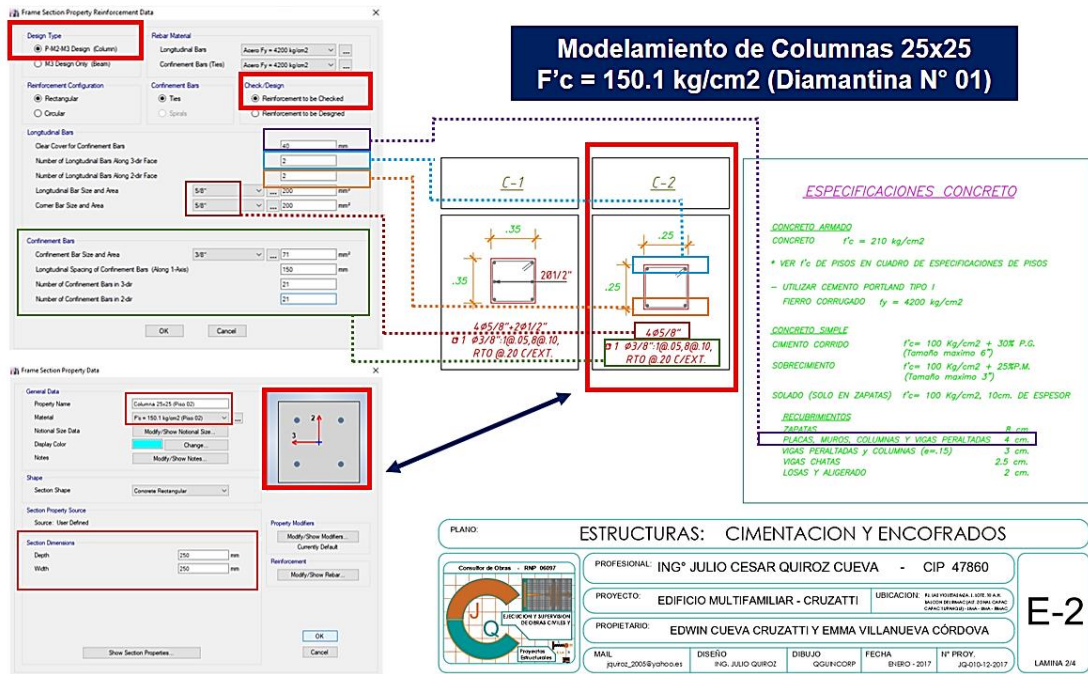 Modelamiento de Columnas 25x25
F'c = 150.1 kg/cm2 (Diamantina N° 01)
Frame Section Property Reinforcement Data
Design Type
P-M2-M3 Design (Column)
M3 Design Only (Beam)
Rebar Material
Longitudinal Bars
Acero Fy = 4200 kg/cm2
Confinement Bars (Ties)
Acero Fy = 4200 kg/cm2
Reinforcement Configuration
Rectangular
Circular
Confinement Bars
Ties
Spirals
Check/Design
Reinforcement to be Checked
Reinforcement to be Designed
Longitudinal Bars
Clear Cover for Confinement Bars 40 mm
Number of Longitudinal Bars Along 3-dir Face 2
Number of Longitudinal Bars Along 2-dir Face 2
Longitudinal Bar Size and Area 5/8" ... 200 mm²
Corner Bar Size and Area 5/8" ... 200 mm²
Confinement Bars
Confinement Bar Size and Area 3/8" ... 71 mm²
Longitudinal Spacing of Confinement Bars (Along 1-Axis) 150 mm
Number of Confinement Bars in 3-dir 21
Number of Confinement Bars in 2-dir 21
OK Cancel
C-1
.35
.35
2Ø1/2"
4Ø5/8"+2Ø1/2"
1 Ø3/8":1@.05,8@.10,
RTO @.20 C/EXT.
C-2
.25
.25
4Ø5/8"
1 Ø3/8":1@.05,8@.10,
RTO @.20 C/EXT.
ESPECIFICACIONES CONCRETO
CONCRETO ARMADO
CONCRETO f'c = 210 kg/cm2
* VER f'c DE PISOS EN CUADRO DE ESPECIFICACIONES DE PISOS
- UTILIZAR CEMENTO PORTLAND TIPO I
FIERRO CORRUGADO fy = 4200 kg/cm2
CONCRETO SIMPLE
CIMIENTO CORRIDO f'c= 100 Kg/cm2 + 30% P.G.
(Tamaño maximo 6")
SOBRECIMIENTO f'c= 100 Kg/cm2 + 25%P.M.
(Tamaño maximo 3")
SOLADO (SOLO EN ZAPATAS) f'c= 100 Kg/cm2, 10cm. DE ESPESOR
RECUBRIMIENTOS
ZAPATAS 8 cm
PLACAS, MUROS, COLUMNAS Y VIGAS PERALTADAS 4 cm.
VIGAS PERALTADAS y COLUMNAS (e=.15) 3 cm.
VIGAS CHATAS 2.5 cm.
LOSAS Y ALIGERADO 2 cm.
Frame Section Property Data
General Data
Property Name Columna 25x25 (Piso 02)
Material F'c = 150.1 kg/cm2 (Piso 02) ...
Notional Size Data Modify/Show Notional Size...
Display Color Change...
Notes Modify/Show Notes...
2
3
Shape
Section Shape Concrete Rectangular
Section Property Source
Source: User Defined
Section Dimensions
Depth 250 mm
Width 250 mm
Property Modifiers
Modify/Show Modifiers...
Currently Default
Reinforcement
Modify/Show Rebar...
OK
Cancel
Show Section Properties...
PLANO: ESTRUCTURAS: CIMENTACION Y ENCOFRADOS
Consultor de Obras - RNP 06097
JQ
EJECUCION Y SUPERVISION
DE OBRAS CIVILES Y
Proyectos
Estructurales
PROFESIONAL: ING° JULIO CESAR QUIROZ CUEVA - CIP 47860
PROYECTO: EDIFICIO MULTIFAMILIAR - CRUZATTI
UBICACION:
PROPIETARIO: EDWIN CUEVA CRUZATTI Y EMMA VILLANUEVA CÓRDOVA
MAIL jquiroz_2005@yahoo.es
DISEÑO ING. JULIO QUIROZ
DIBUJO QGUINCORP
FECHA ENERO - 2017
N° PROY. JQ-010-12-2017
E-2
LAMINA 2/4